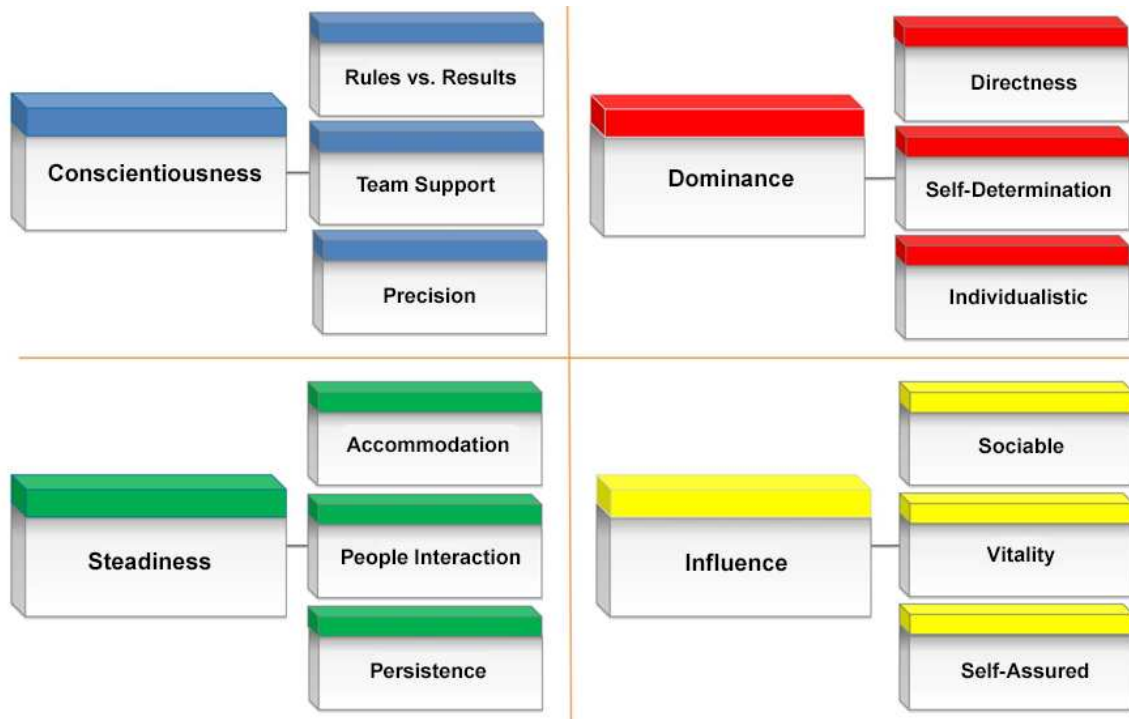 Conscientiousness
Rules vs. Results
Team Support
Precision
Dominance
Directness
Self-Determination
Individualistic
Steadiness
Accommodation
People Interaction
Persistence
Influence
Sociable
Vitality
Self-Assured